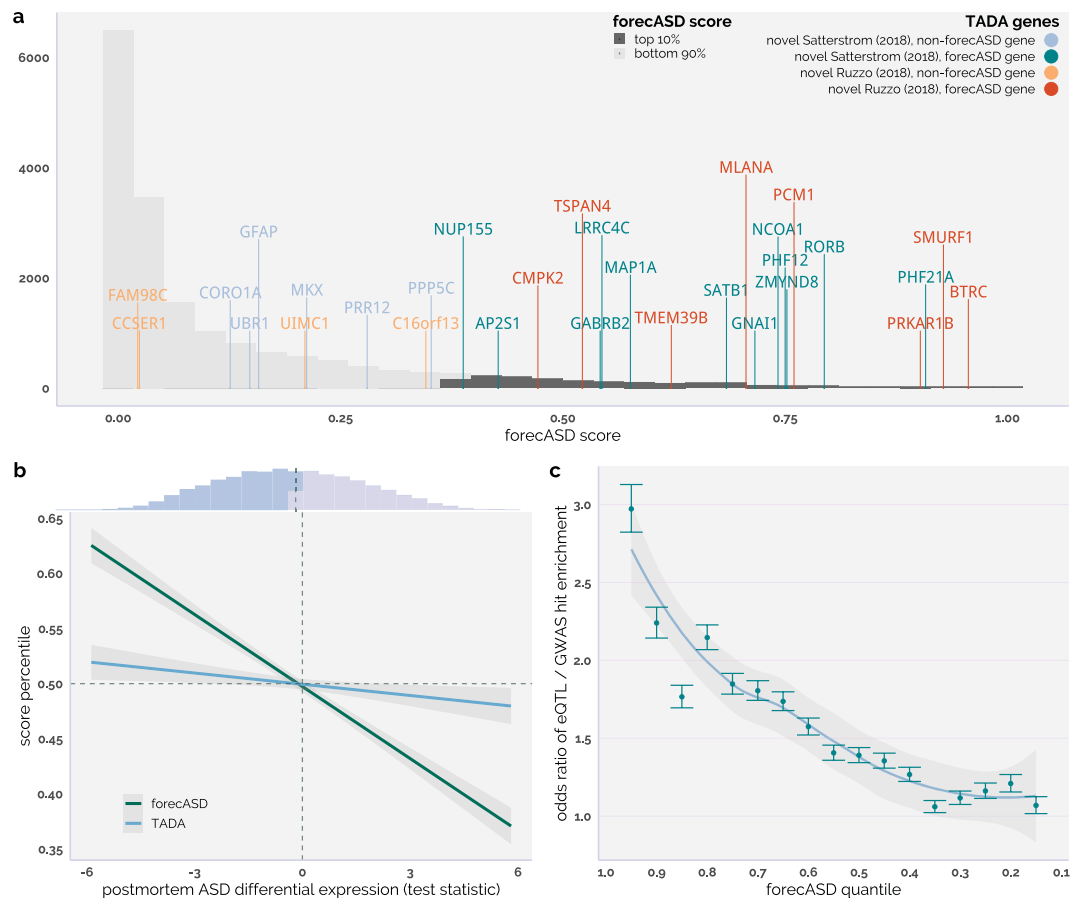 a
forecASD score
top 10%
bottom 90%
TADA genes
novel Satterstrom (2018), non-forecASD gene
novel Satterstrom (2018), forecASD gene
novel Ruzzo (2018), non-forecASD gene
novel Ruzzo (2018), forecASD gene
6000
4000
2000
0
MLANA
PCM1
TSPAN4
GFAP
NUP155
LRRC4C
NCOA1
SMURF1
RORB
PHF12
MAP1A
CMPK2
PHF21A
ZMYND8
FAM98C
CORO1A
MKX
PPP5C
SATB1
BTRC
PRR12
TMEM39B
CCSER1
UBR1
UIMC1
C16orf13
AP2S1
GABRB2
GNAI1
PRKAR1B
0.00
0.25
0.50
0.75
1.00
forecASD score
b
0.65
0.60
0.55
0.50
0.45
0.40
0.35
score percentile
forecASD
TADA
-6
-3
0
3
6
postmortem ASD differential expression (test statistic)
c
3.0
2.5
2.0
1.5
1.0
odds ratio of eQTL / GWAS hit enrichment
1.0
0.9
0.8
0.7
0.6
0.5
0.4
0.3
0.2
0.1
forecASD quantile